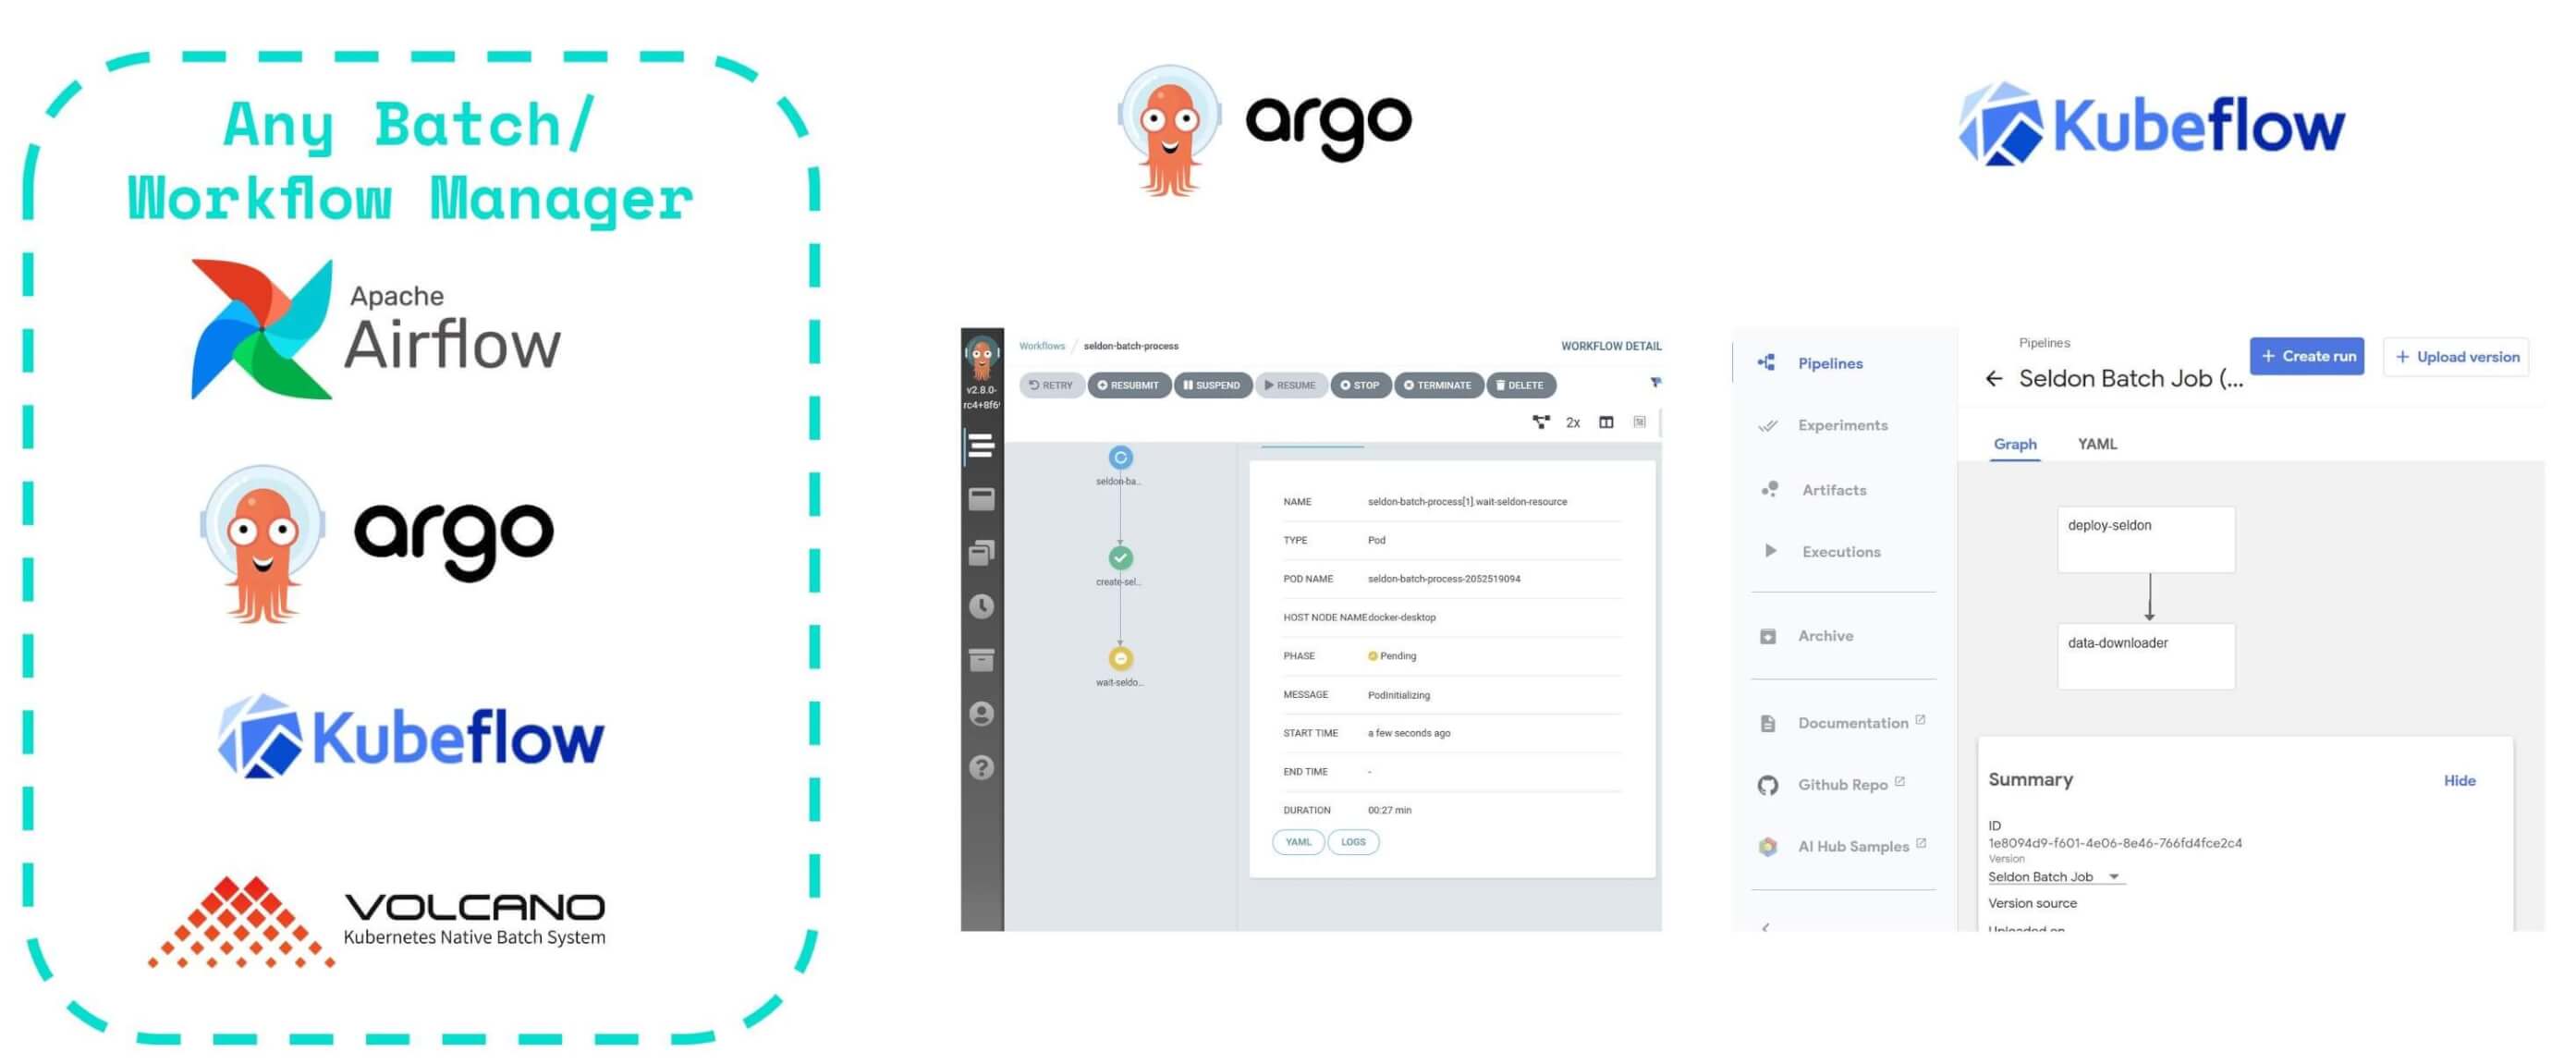 Any Batch/
Workflow Manager
Apache
Airflow
argo
Kubeflow
VOLCANO
Kubernetes Native Batch System
argo
v2.8.0-
rc4+8f6
Workflows / seldon-batch-process
WORKFLOW DETAIL
RETRY RESUBMIT SUSPEND RESUME STOP TERMINATE DELETE
2x
seldon-ba...
create-sel...
wait-seldo...
NAME seldon-batch-process[1].wait-seldon-resource
TYPE Pod
POD NAME seldon-batch-process-2052519094
HOST NODE NAME docker-desktop
PHASE Pending
MESSAGE PodInitializing
START TIME a few seconds ago
END TIME -
DURATION 00:27 min
YAML LOGS
Kubeflow
Pipelines
Experiments
Artifacts
Executions
Archive
Documentation
Github Repo
AI Hub Samples
Pipelines
Seldon Batch Job (...
+ Create run
+ Upload version
Graph YAML
deploy-seldon
data-downloader
Summary
Hide
ID
1e8094d9-f601-4e06-8e46-766fd4fce2c4
Version
Seldon Batch Job
Version source
Uploaded on